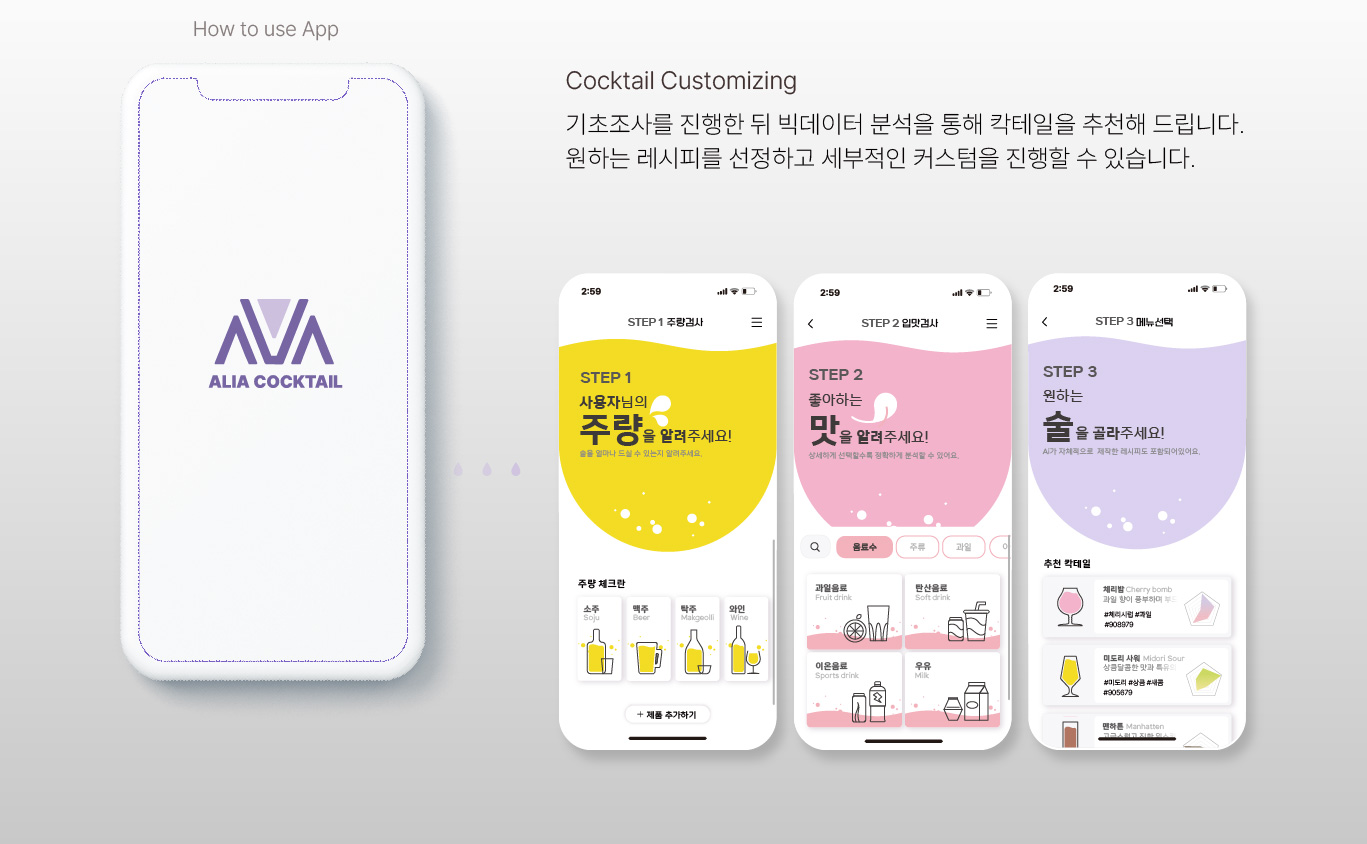 How to use App
ALIA COCKTAIL
Cocktail Customizing
기초조사를 진행한 뒤 빅데이터 분석을 통해 칵테일을 추천해 드립니다.
원하는 레시피를 선정하고 세부적인 커스텀을 진행할 수 있습니다.
2:59
STEP 1 주량검사
STEP 1
사용자님의
주량을 알려주세요!
술을 얼마나 드실 수 있는지 알려주세요.
주량 체크란
소주 맥주 탁주 와인
Soju Beer Makgeolli Wine
+ 제품 추가하기
2:59
STEP 2 입맛검사
STEP 2
좋아하는
맛을 알려주세요!
상세하게 선택할수록 정확하게 분석할 수 있어요.
음료수 주류 과일
과일음료 탄산음료
Fruit drink Soft drink
이온음료 우유
Sports drink Milk
2:59
STEP 3 메뉴선택
STEP 3
원하는
술을 골라주세요!
Ai가 자체적으로 제작한 레시피도 포함되어있어요.
추천 칵테일
체리밤 Cherry bomb
과일 향이 풍부하며
#체리시럽 #과일
#908979
미도리 사워 Midori Sour
상큼달콤한 맛과
#미도리 #상큼 #새콤
#905679
맨하튼 Manhatten